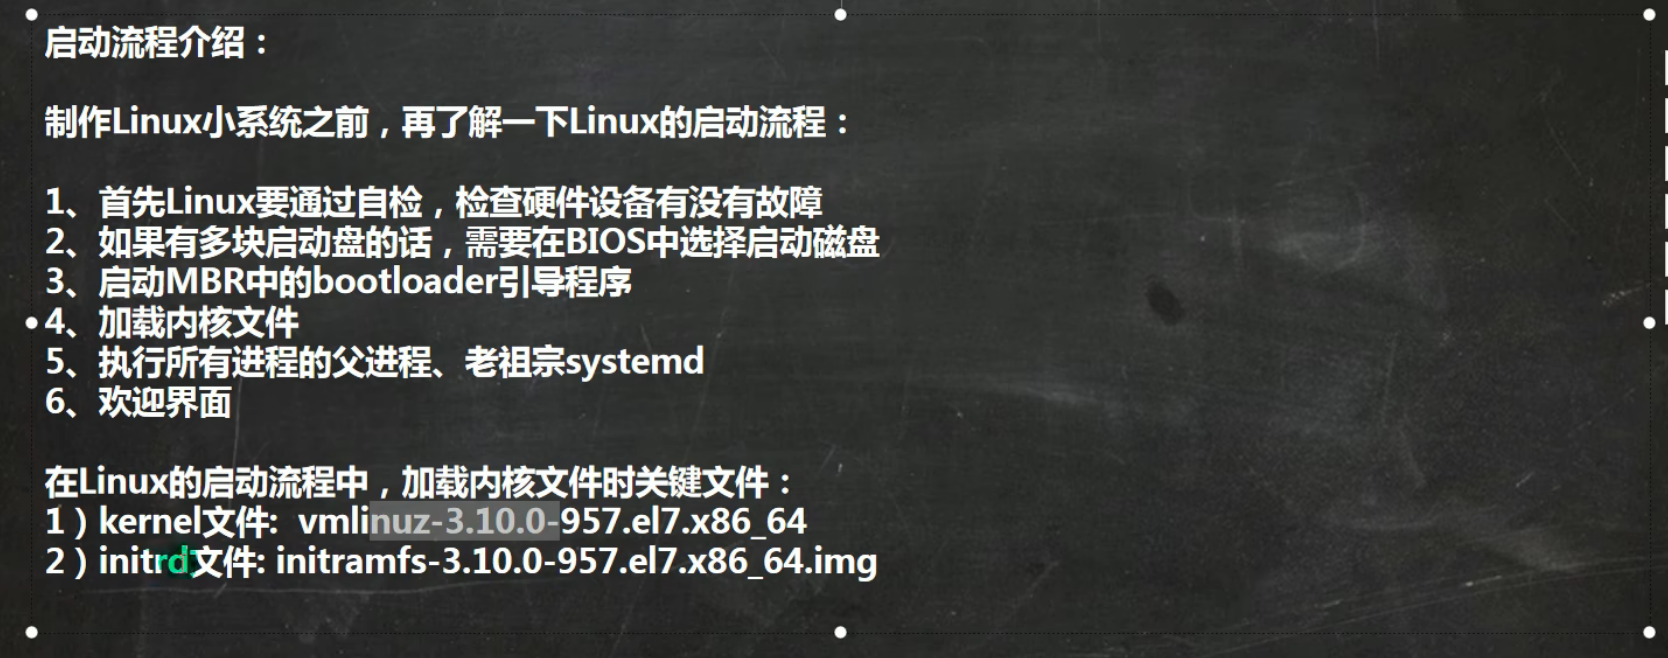 启动流程介绍：
制作Linux小系统之前，再了解一下Linux的启动流程：
1、首先Linux要通过自检，检查硬件设备有没有故障
2、如果有多块启动盘的话，需要在BIOS中选择启动磁盘
3、启动MBR中的bootloader引导程序
4、加载内核文件
5、执行所有进程的父进程、老祖宗systemd
6、欢迎界面
在Linux的启动流程中，加载内核文件时关键文件：
1）kernel文件:  vmlinuz-3.10.0-957.el7.x86_64
2）initrd文件: initramfs-3.10.0-957.el7.x86_64.img